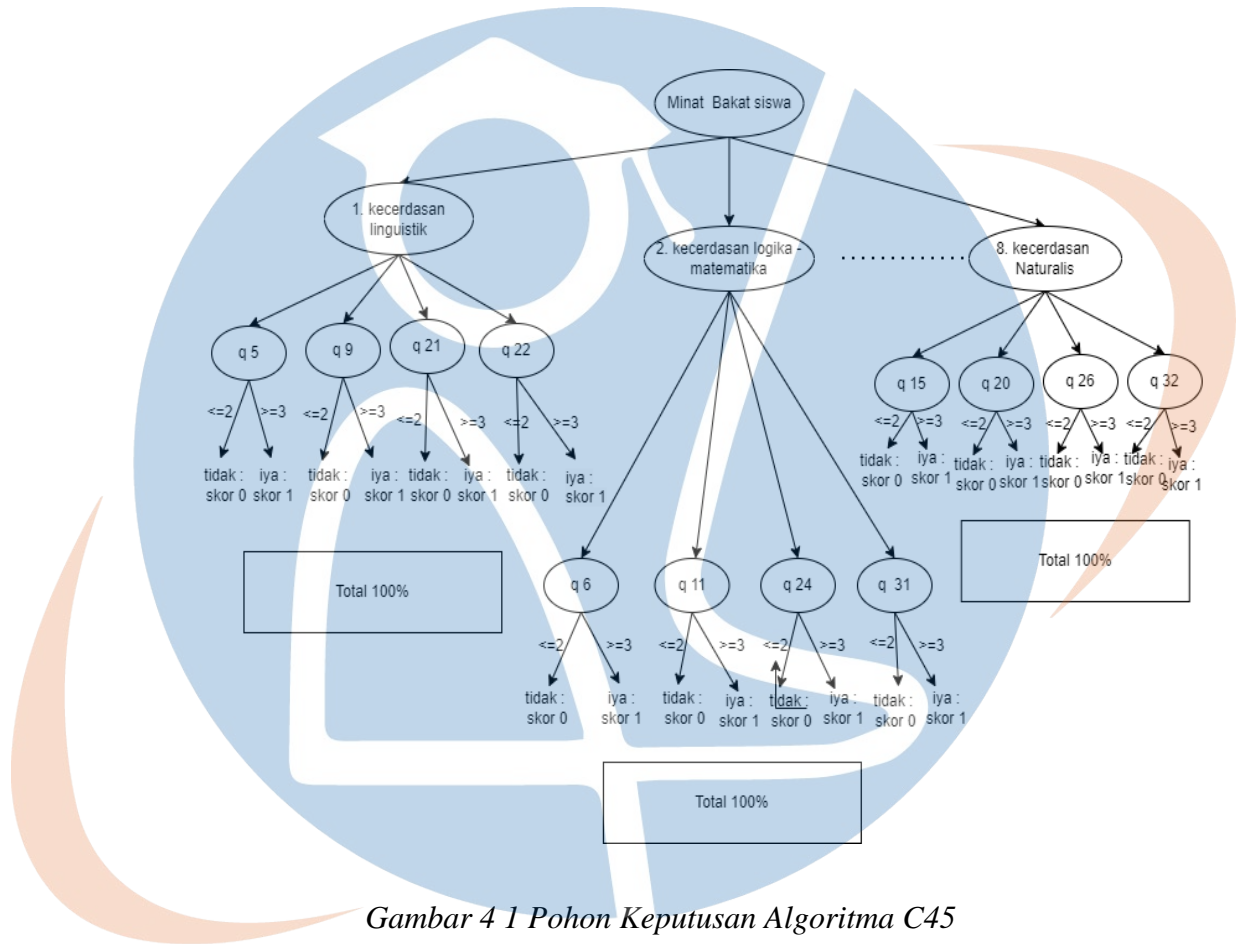 Minat Bakat siswa
1. kecerdasan
linguistik
2. kecerdasan logika -
matematika
8. kecerdasan
Naturalis
q 5
q 9
q 21
q 22
<=2
>=3
<=2
>=3
<=2
>=3
<=2
>=3
tidak :
skor 0
iya :
skor 1
tidak :
skor 0
iya :
skor 1
tidak :
skor 0
iya :
skor 1
tidak :
skor 0
iya :
skor 1
Total 100%
q 15
q 20
q 26
q 32
<=2
>=3
<=2
>=3
<=2
>=3
<=2
>=3
tidak :
skor 0
iya :
skor 1
tidak :
skor 0
iya :
skor 1
tidak :
skor 0
iya :
skor 1
tidak :
skor 0
iya :
skor 1
Total 100%
q 6
q 11
q 24
q 31
<=2
>=3
<=2
>=3
<=2
>=3
<=2
>=3
tidak :
skor 0
iya :
skor 1
tidak :
skor 0
iya :
skor 1
tidak :
skor 0
iya :
skor 1
tidak :
skor 0
iya :
skor 1
Total 100%
Gambar 4 1 Pohon Keputusan Algoritma C45